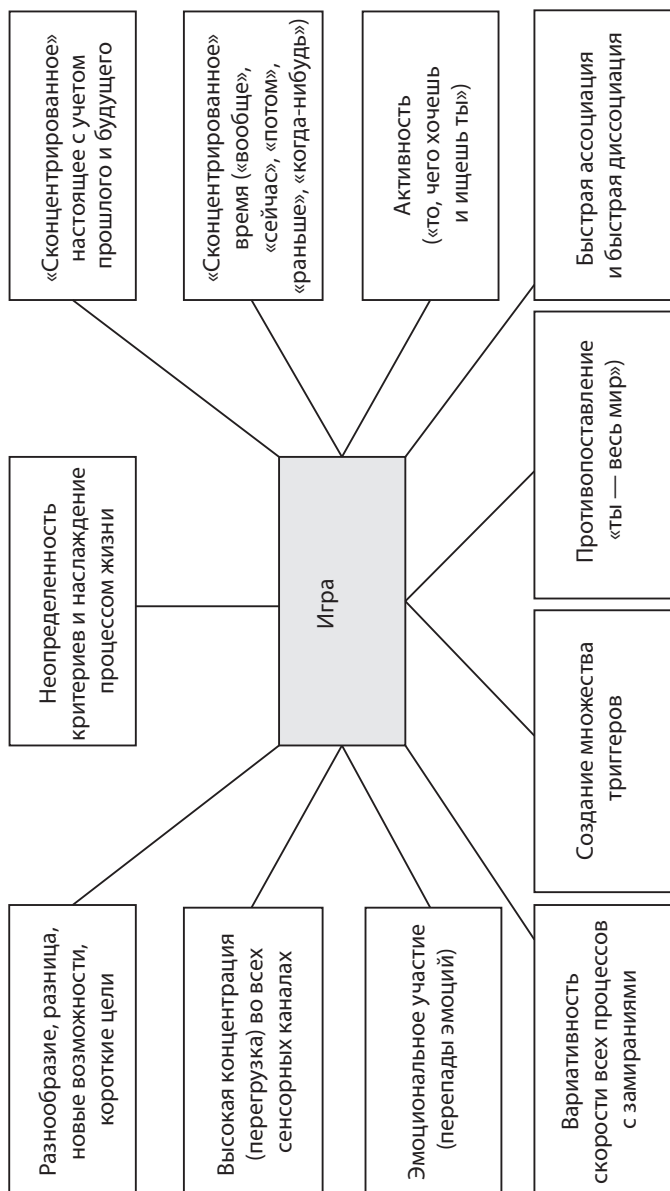 Разнообразие, разница,
новые возможности,
короткие цели
Неопределенность
критериев и наслаждение
процессом жизни
«Сконцентрированное»
настоящее с учетом
прошлого и будущего
Высокая концентрация
(перегрузка) во всех
сенсорных каналах
Игра
«Сконцентрированное»
время («вообще»,
«сейчас», «потом»,
«раньше», «когда-нибудь»)
Эмоциональное участие
(перепады эмоций)
Активность
(«то, чего хочешь
и ищешь ты»)
Вариативность
скорости всех процессов
с замираниями
Создание множества
триггеров
Противопоставление
«ты — весь мир»)
Быстрая ассоциация
и быстрая диссоциация